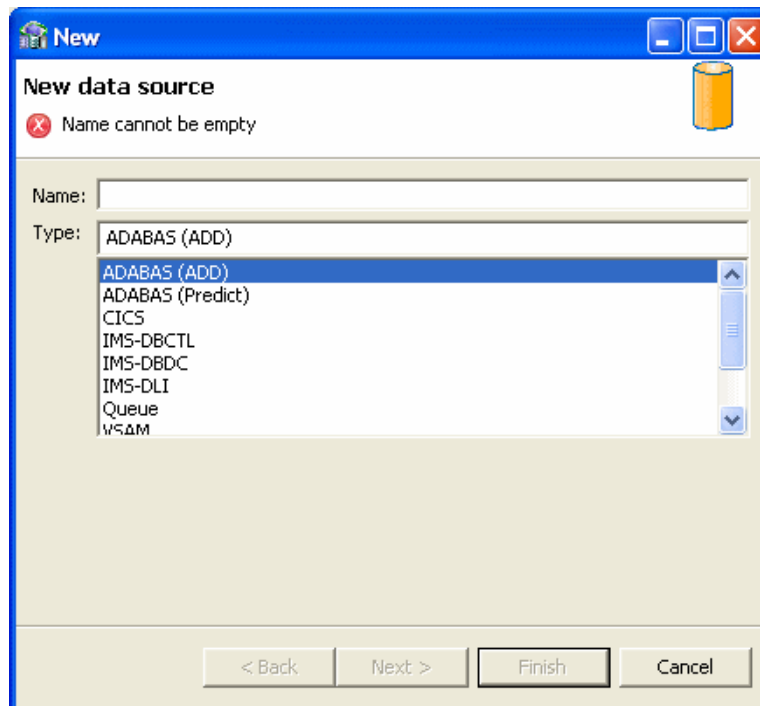 New
New data source
Name cannot be empty
Name:
Type: ADABAS (ADD)
ADABAS (ADD)
ADABAS (Predict)
CICS
IMS-DBCTL
IMS-DBDC
IMS-DLI
Queue
VSAM
< Back Next > Finish Cancel